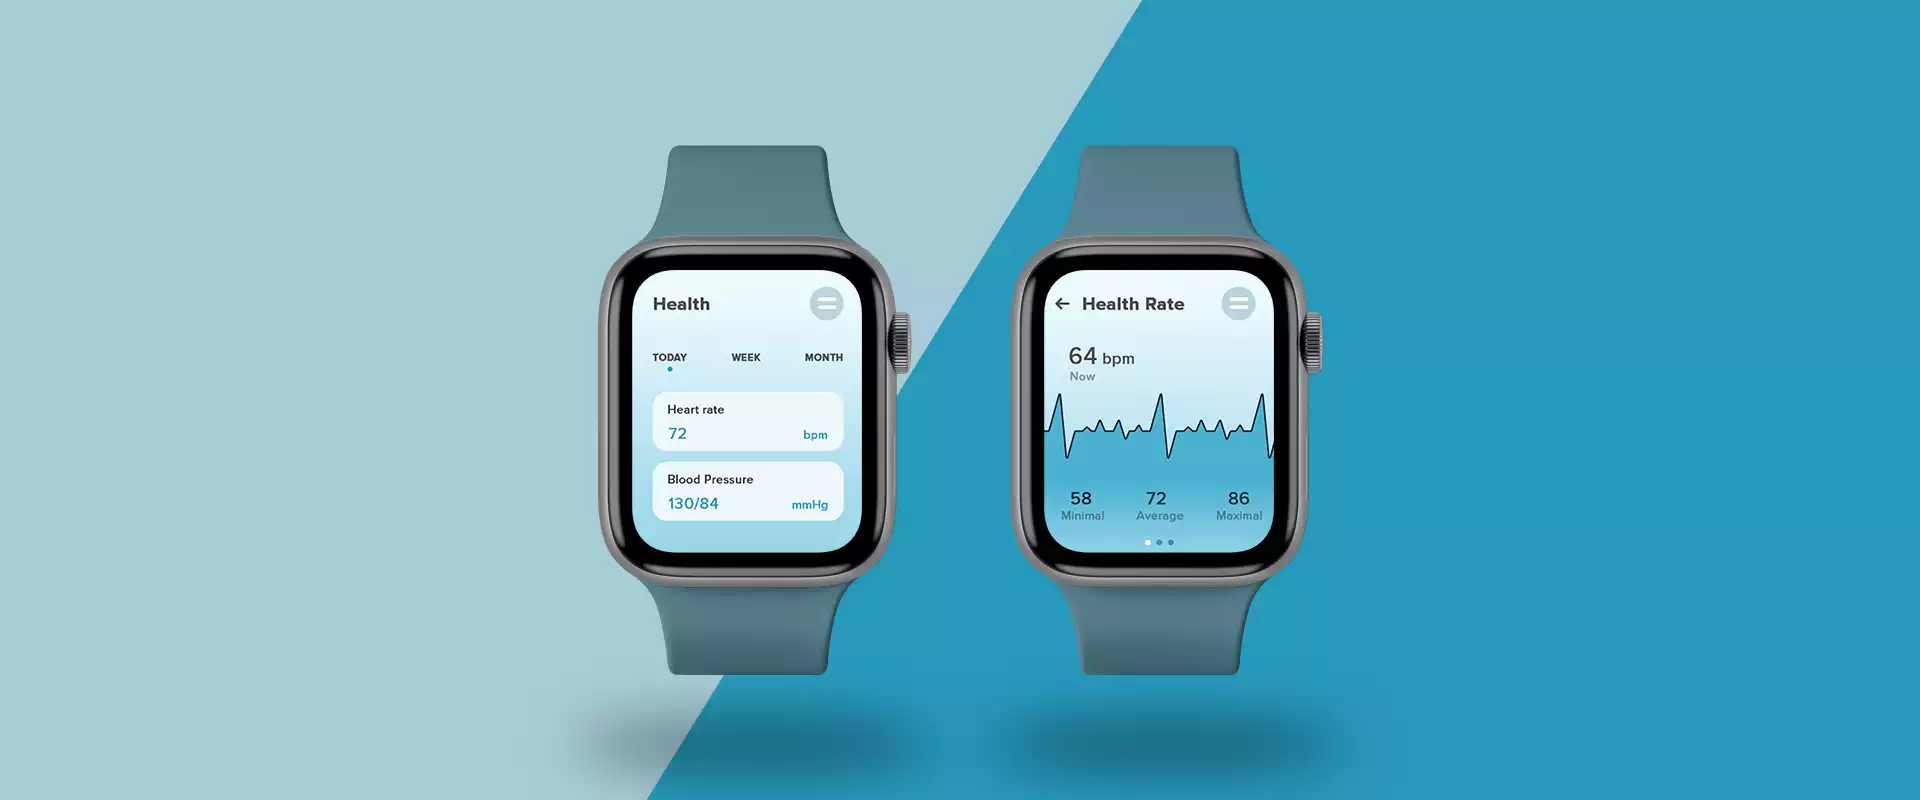 Health
TODAY WEEK MONTH
Heart rate
72 bpm
Blood Pressure
130/84 mmHg
Health Rate
64 bpm
Now
58 72 86
Minimal Average Maximal